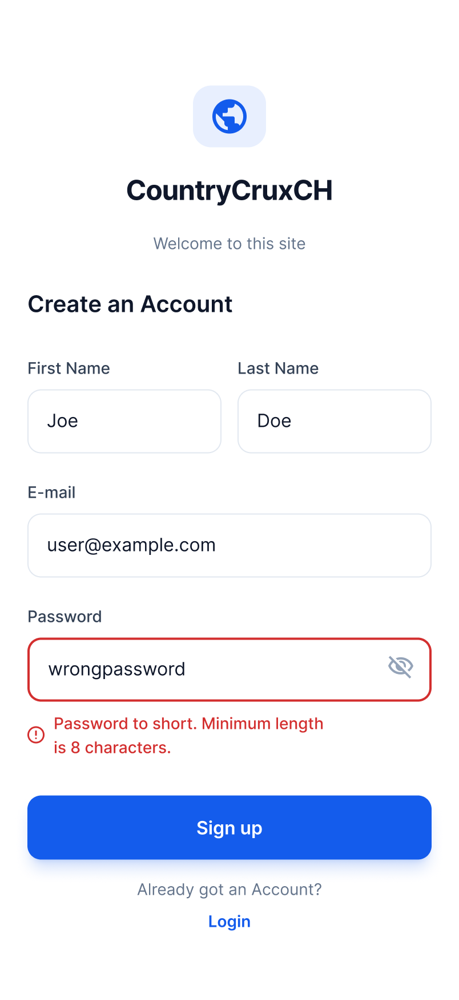 CountryCruxCH
Welcome to this site
Create an Account
First Name
Last Name
Joe
Doe
E-mail
user@example.com
Password
wrongpassword
Password to short. Minimum length
is 8 characters.
Sign up
Already got an Account?
Login